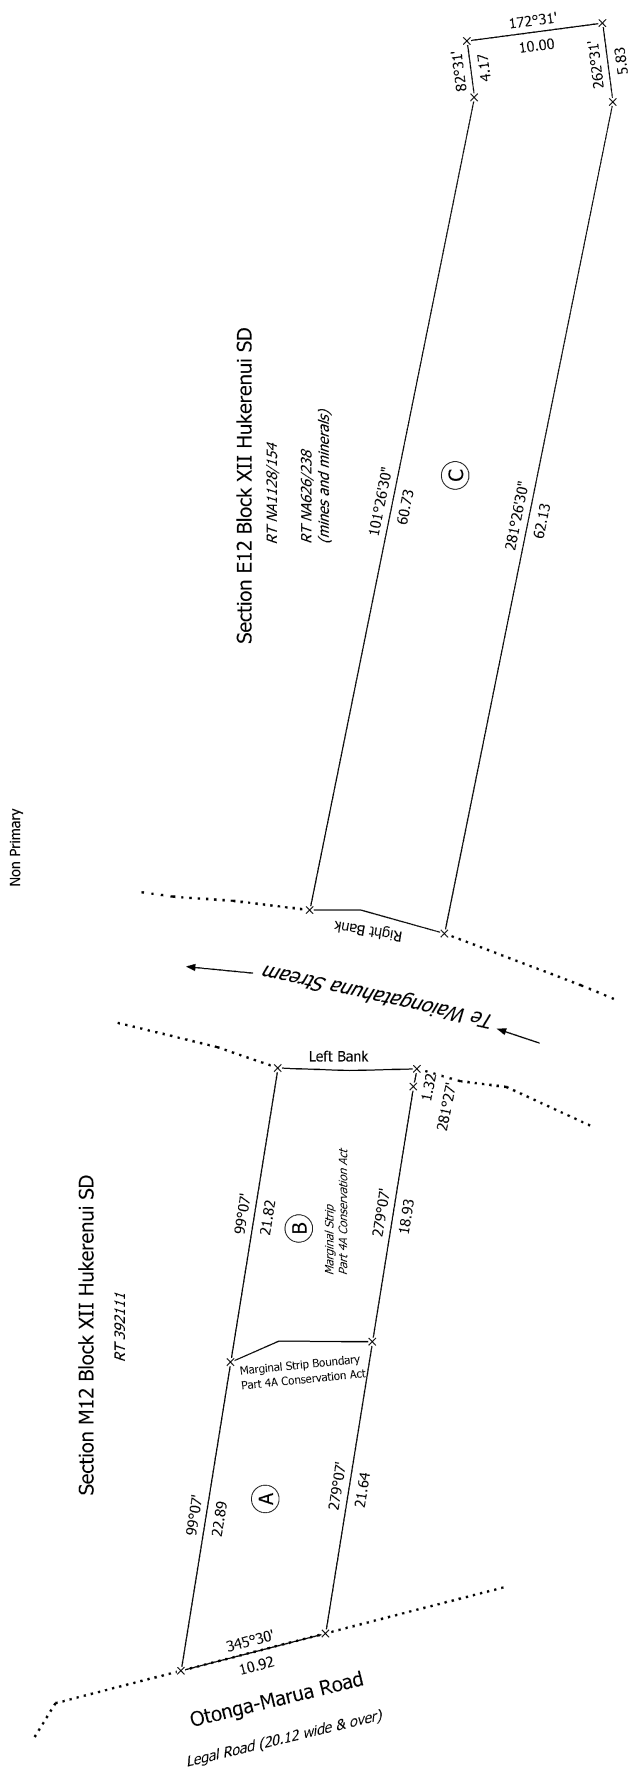 172°31'
10.00
82°31'
4.17
262°31'
5.83
Section E12 Block XII Hukerenui SD
RT NA1128/154
RT NA626/238
(mines and minerals)
101°26'30"
60.73
C
281°26'30"
62.13
Non Primary
Right Bank
Te Waiongatahuna Stream
Left Bank
1.32
281°27'
Section M12 Block XII Hukerenui SD
RT 392111
99°07'
21.82
B
Marginal Strip
Part 4A Conservation Act
279°07'
18.93
Marginal Strip Boundary
Part 4A Conservation Act
99°07'
22.89
A
279°07'
21.64
345°30'
10.92
Otonga-Marua Road
Legal Road (20.12 wide & over)